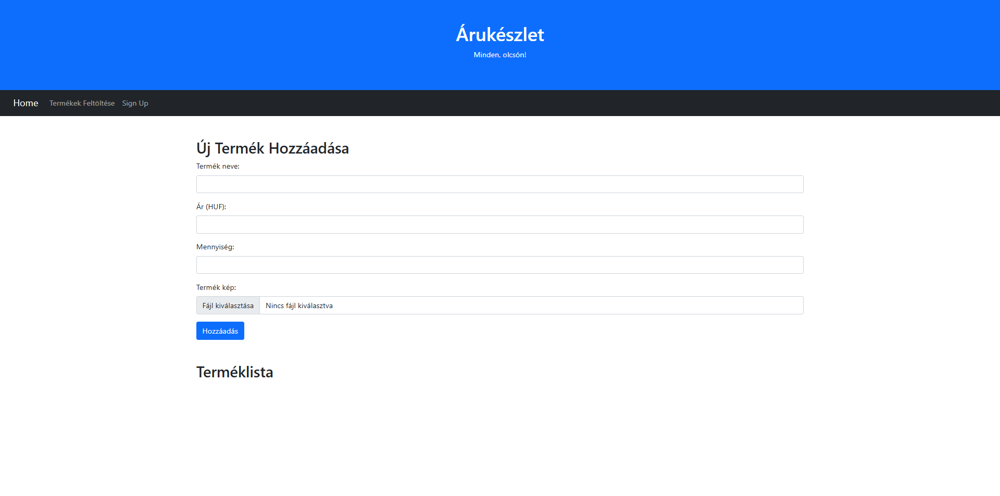 Árukészlet
Minden, olcsón!
Home Termékek Feltöltése Sign Up
Új Termék Hozzáadása
Termék neve:
Ár (HUF):
Mennyiség:
Termék kép:
Fájl kiválasztása Nincs fájl kiválasztva
Hozzáadás
Terméklista